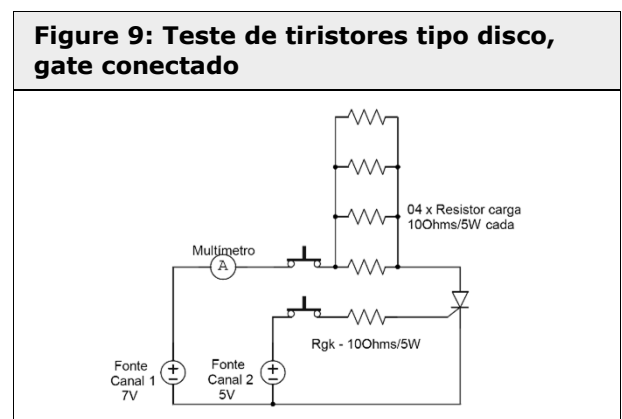 Figure 9: Teste de tiristores tipo disco,
gate conectado
04 x Resistor carga
10Ohms/5W cada
Multímetro
A
Rgk - 10Ohms/5W
Fonte
Canal 1
7V
Fonte
Canal 2
5V